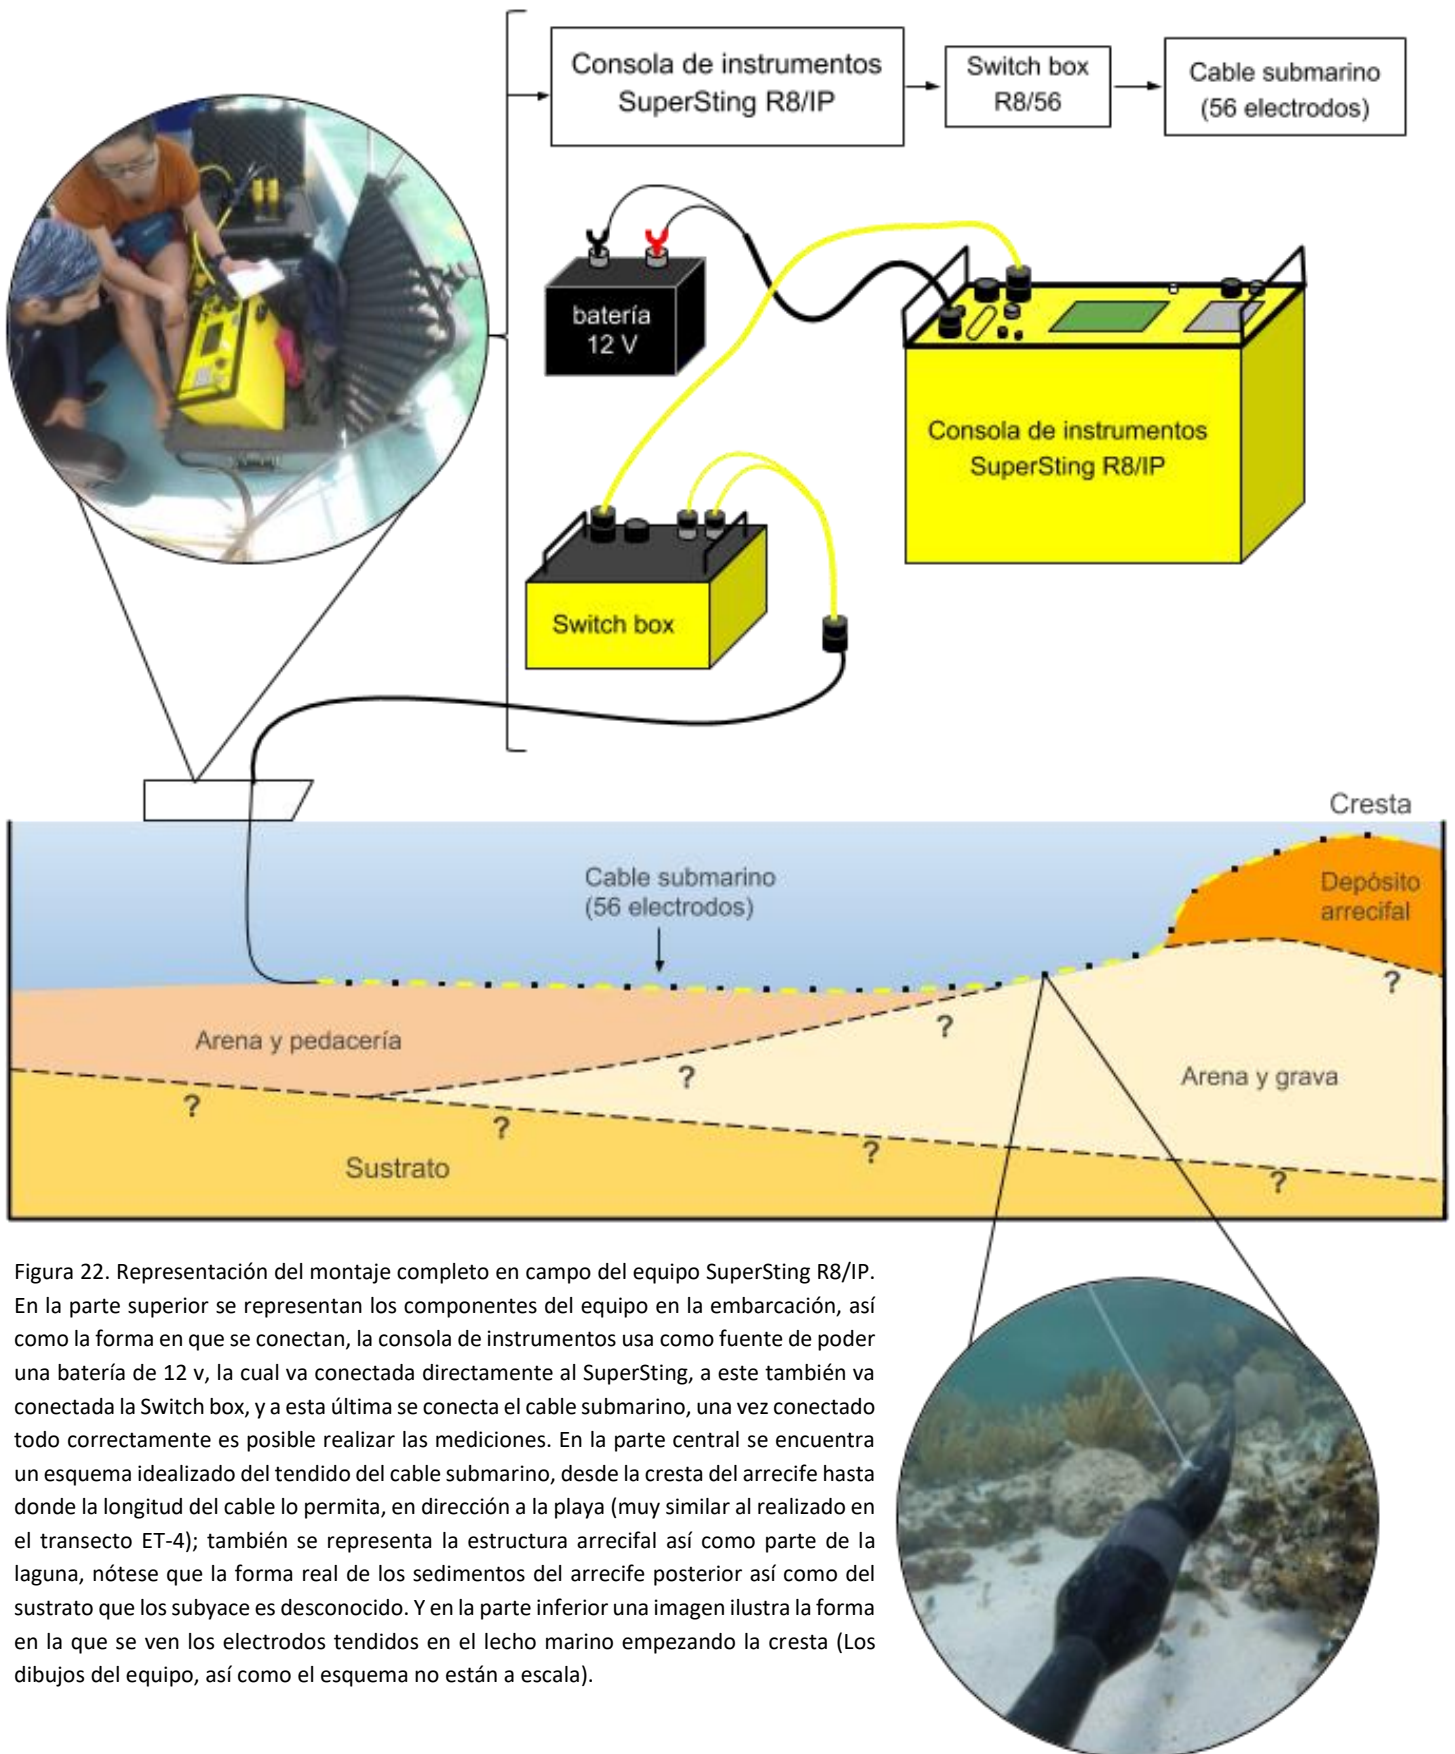 Consola de instrumentos
SuperSting R8/IP
Switch box
R8/56
Cable submarino
(56 electrodos)
batería
12 V
Consola de instrumentos
SuperSting R8/IP
Switch box
Cresta
Cable submarino
(56 electrodos)
Depósito
arrecifal
?
Arena y pedacería
?
?
Arena y grava
?
?
?
Sustrato
?
Figura 22. Representación del montaje completo en campo del equipo SuperSting R8/IP.
En la parte superior se representan los componentes del equipo en la embarcación, así
como la forma en que se conectan, la consola de instrumentos usa como fuente de poder
una batería de 12 v, la cual va conectada directamente al SuperSting, a este también va
conectada la Switch box, y a esta última se conecta el cable submarino, una vez conectado
todo correctamente es posible realizar las mediciones. En la parte central se encuentra
un esquema idealizado del tendido del cable submarino, desde la cresta del arrecife hasta
donde la longitud del cable lo permita, en dirección a la playa (muy similar al realizado en
el transecto ET-4); también se representa la estructura arrecifal así como parte de la
laguna, nótese que la forma real de los sedimentos del arrecife posterior así como del
sustrato que los subyace es desconocido. Y en la parte inferior una imagen ilustra la forma
en la que se ven los electrodos tendidos en el lecho marino empezando la cresta (Los
dibujos del equipo, así como el esquema no están a escala).